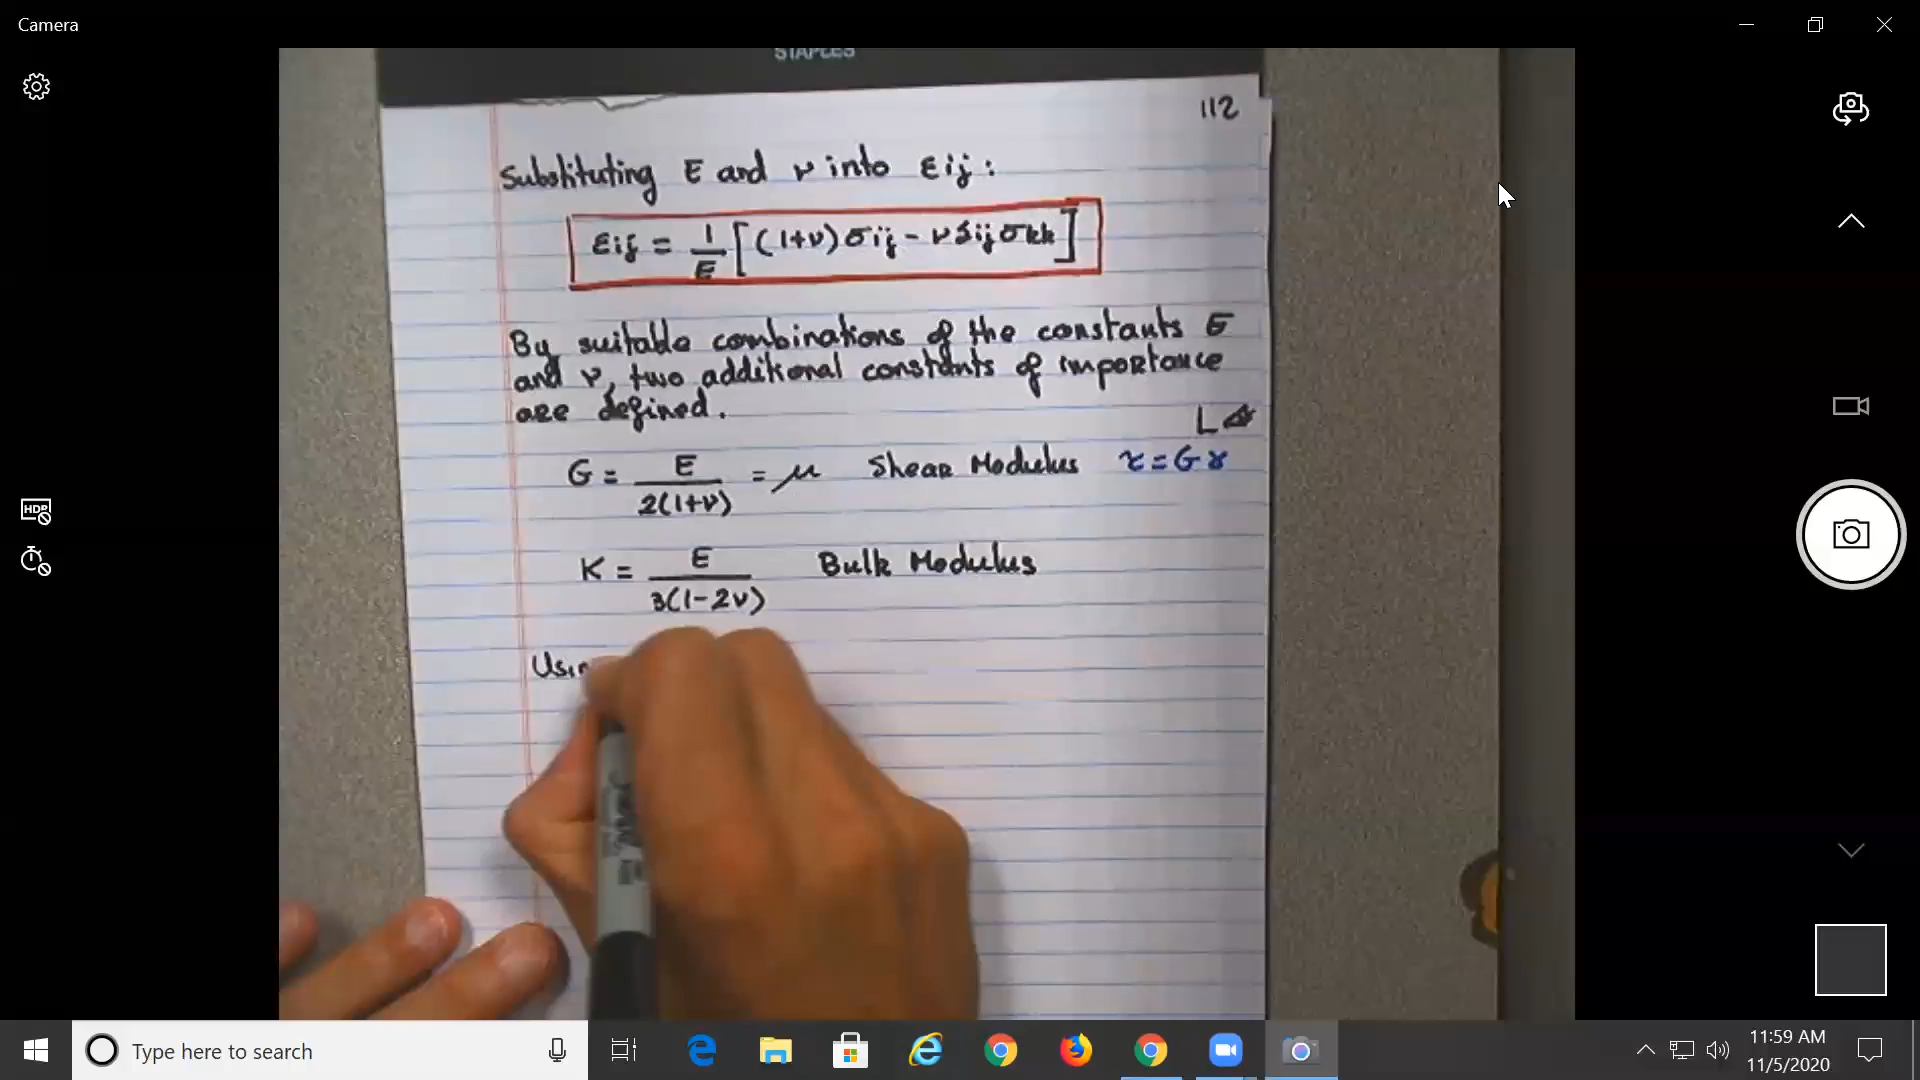 Camera
STAPLES
112
Substituting E and ν into εij :
εij = 1/E [(1+ν)σij - νδijσkk]
By suitable combinations of the constants E
and ν, two additional constants of importance
are defined.
G = E/2(1+ν) = μ Shear Modulus τ = Gγ
K = E/3(1-2ν) Bulk Modulus
Type here to search
11:59 AM
11/5/2020